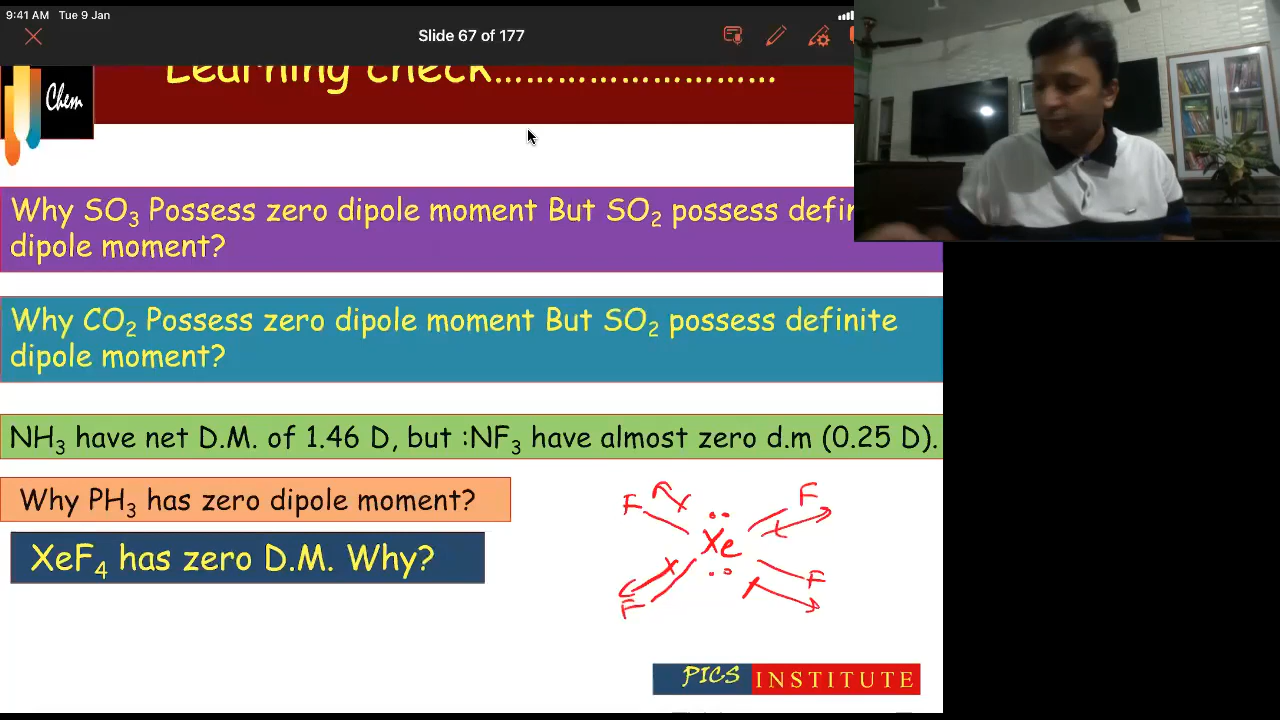 9:41 AM Tue 9 Jan
Slide 67 of 177
Learning check............................
Chem
Why SO₃ Possess zero dipole moment But SO₂ possess defin
dipole moment?
Why CO₂ Possess zero dipole moment But SO₂ possess definite
dipole moment?
NH₃ have net D.M. of 1.46 D, but :NF₃ have almost zero d.m (0.25 D).
Why PH₃ has zero dipole moment?
XeF₄ has zero D.M. Why?
F F
Xe
F F
PICS INSTITUTE